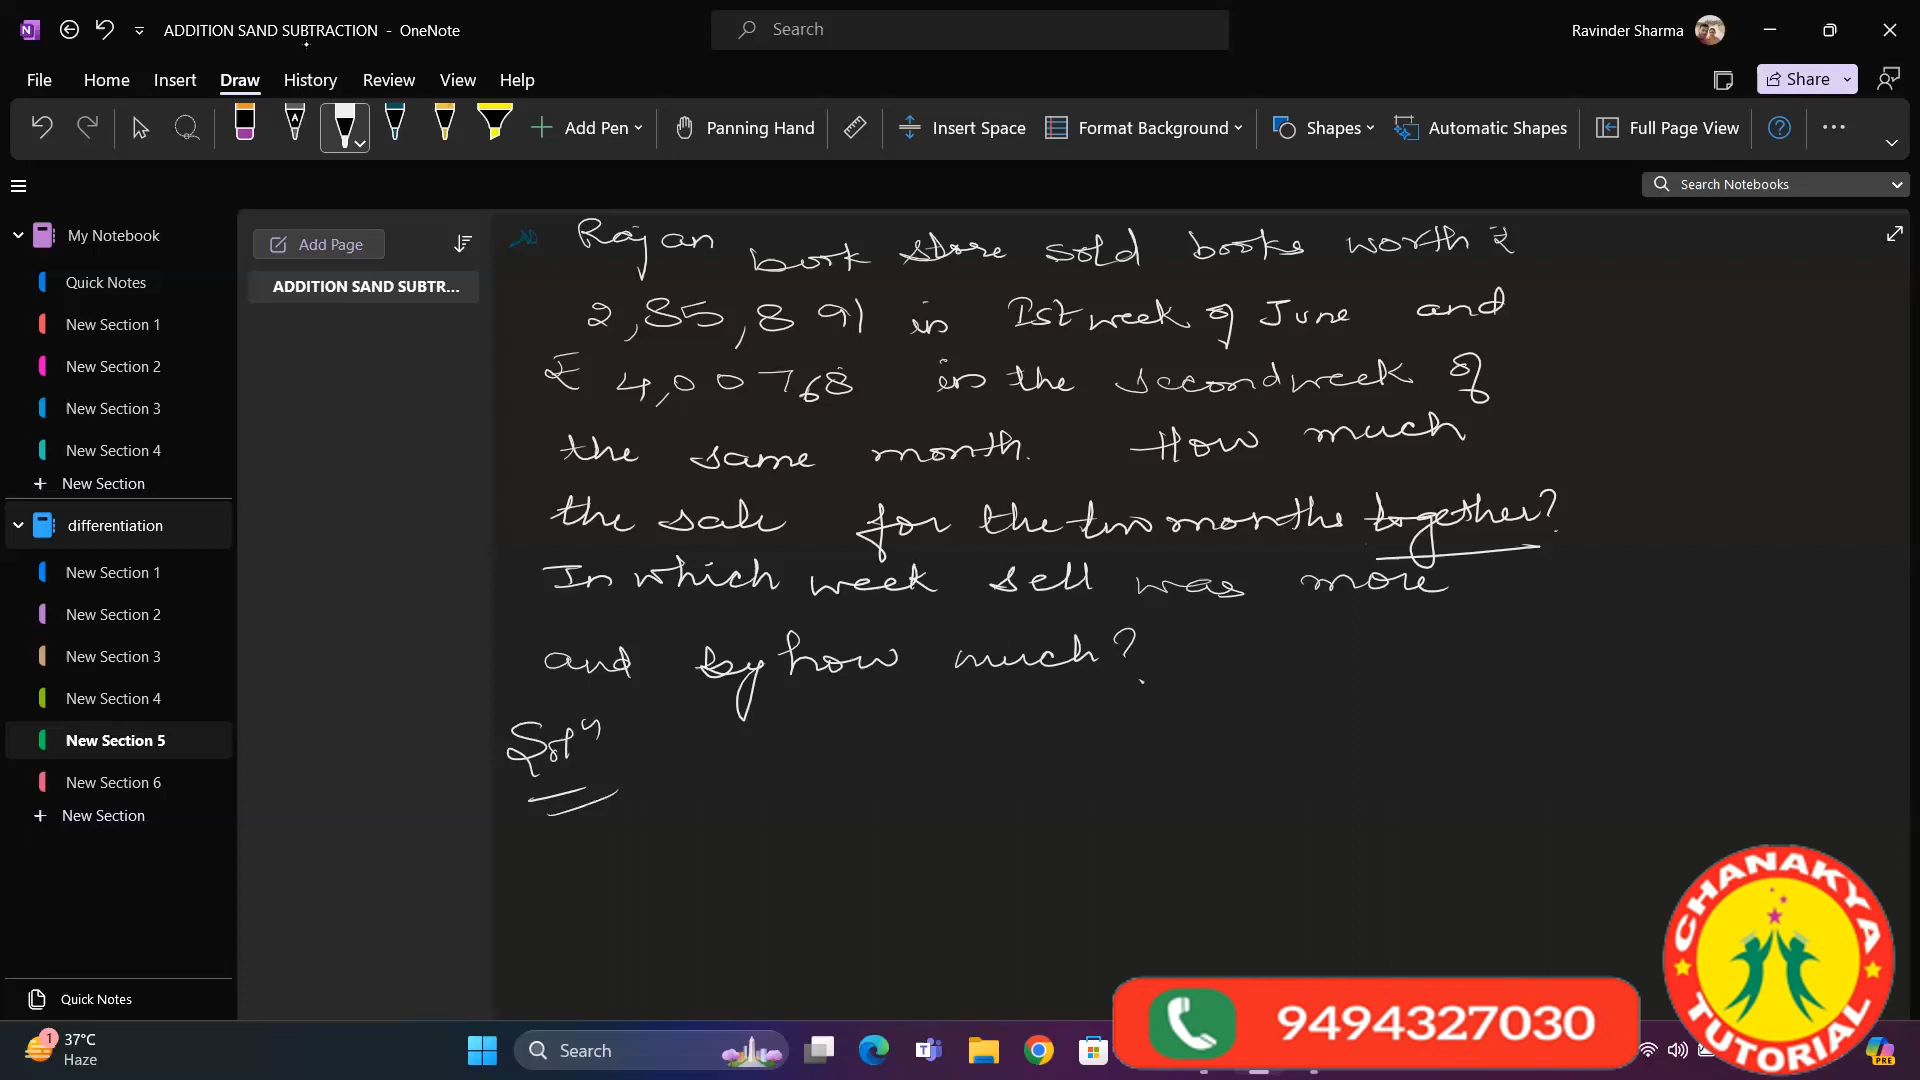 ADDITION SAND SUBTRACTION - OneNote
Search
Ravinder Sharma
File Home Insert Draw History Review View Help
Share
Add Pen
Panning Hand
Insert Space
Format Background
Shapes
Automatic Shapes
Full Page View
Search Notebooks
My Notebook
Quick Notes
New Section 1
New Section 2
New Section 3
New Section 4
New Section
differentiation
New Section 1
New Section 2
New Section 3
New Section 4
New Section 5
New Section 6
New Section
Quick Notes
Add Page
ADDITION SAND SUBTR...
Rajan book store sold books worth ₹
2,85,891 in Ist week of June and
₹ 4,00768 in the second week of
the same month. How much
the sale for the two months together?
In which week sell was more
and by how much?
Solⁿ
CHANAKYA
TUTORIAL
9494327030
1
37°C
Haze
Search
PRE